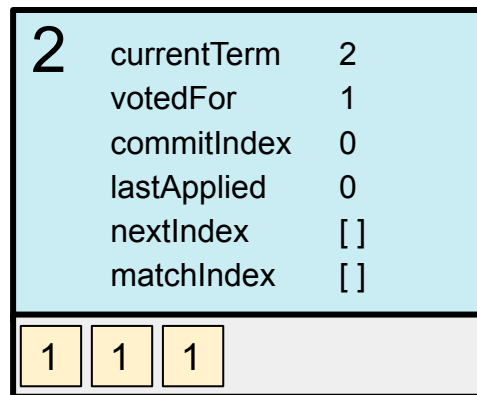 2
currentTerm 2
votedFor 1
commitIndex 0
lastApplied 0
nextIndex [ ]
matchIndex [ ]
1 1 1